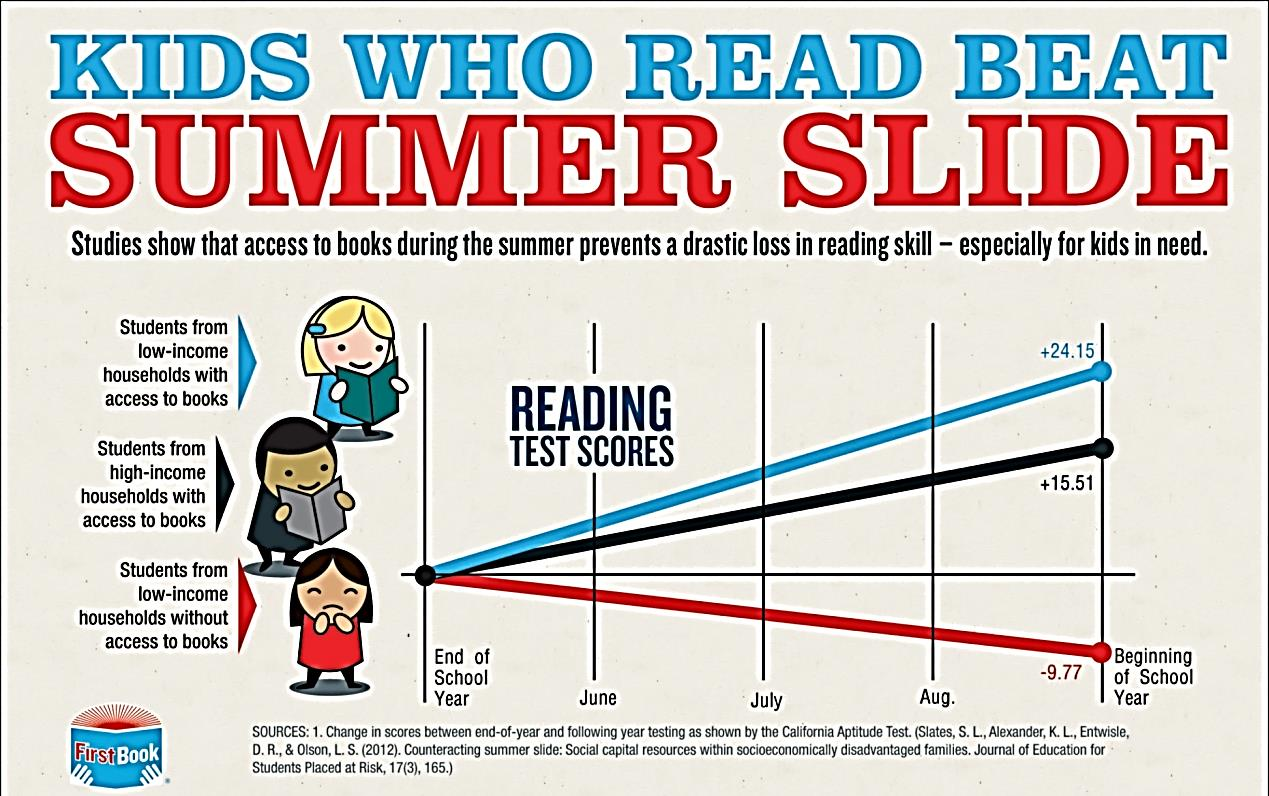 KIDS WHO READ BEAT
SUMMER SLIDE
Studies show that access to books during the summer prevents a drastic loss in reading skill – especially for kids in need.
Students from
low-income
households with
access to books
Students from
high-income
households with
access to books
Students from
low-income
households without
access to books
READING
TEST SCORES
+24.15
+15.51
-9.77
End of
School
Year
June
July
Aug.
Beginning
of School
Year
FirstBook
SOURCES: 1. Change in scores between end-of-year and following year testing as shown by the California Aptitude Test. (Slates, S. L., Alexander, K. L., Entwisle,
D. R., & Olson, L. S. (2012). Counteracting summer slide: Social capital resources within socioeconomically disadvantaged families. Journal of Education for
Students Placed at Risk, 17(3), 165.)